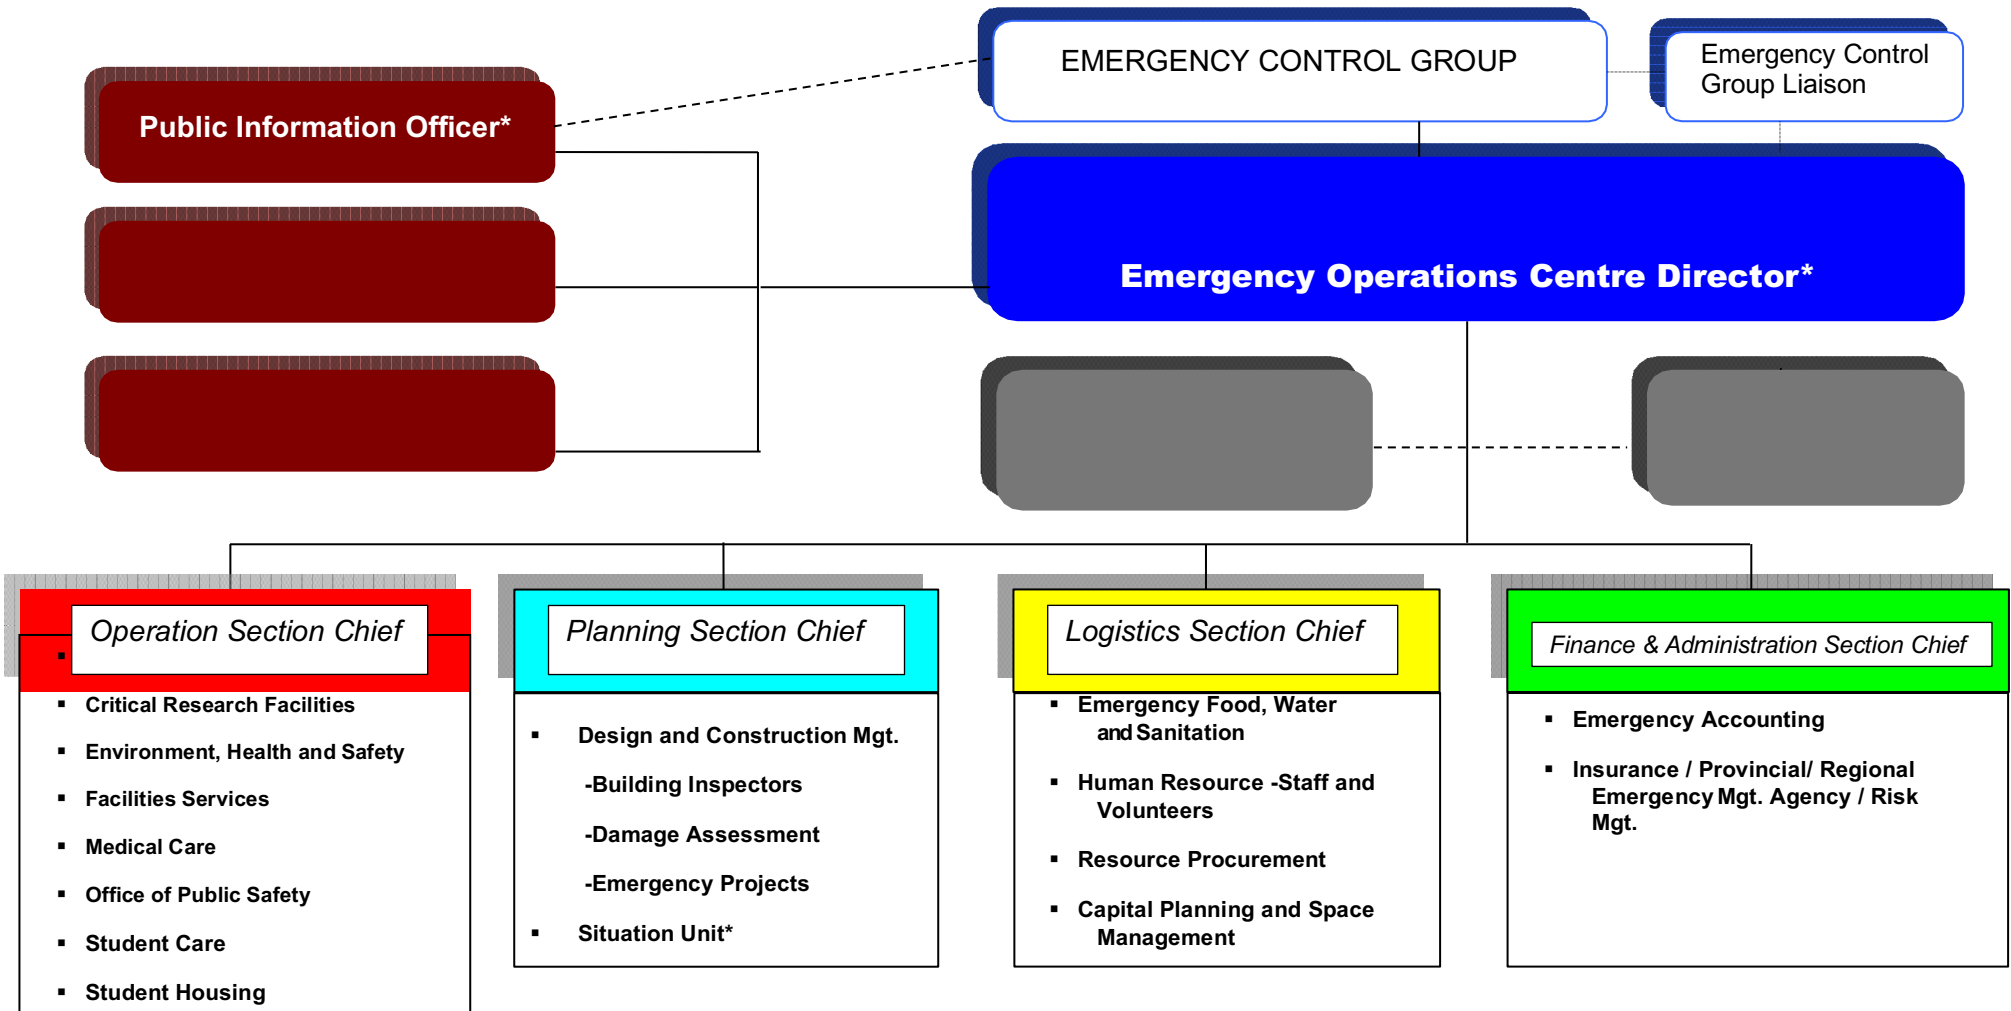 EMERGENCY CONTROL GROUP
Emergency Control
Group Liaison
Public Information Officer*
Emergency Operations Centre Director*
Operation Section Chief
▪ Critical Research Facilities
▪ Environment, Health and Safety
▪ Facilities Services
▪ Medical Care
▪ Office of Public Safety
▪ Student Care
▪ Student Housing
Planning Section Chief
▪ Design and Construction Mgt.
-Building Inspectors
-Damage Assessment
-Emergency Projects
▪ Situation Unit*
Logistics Section Chief
▪ Emergency Food, Water
and Sanitation
▪ Human Resource -Staff and
Volunteers
▪ Resource Procurement
▪ Capital Planning and Space
Management
Finance & Administration Section Chief
▪ Emergency Accounting
▪ Insurance / Provincial/ Regional
Emergency Mgt. Agency / Risk
Mgt.